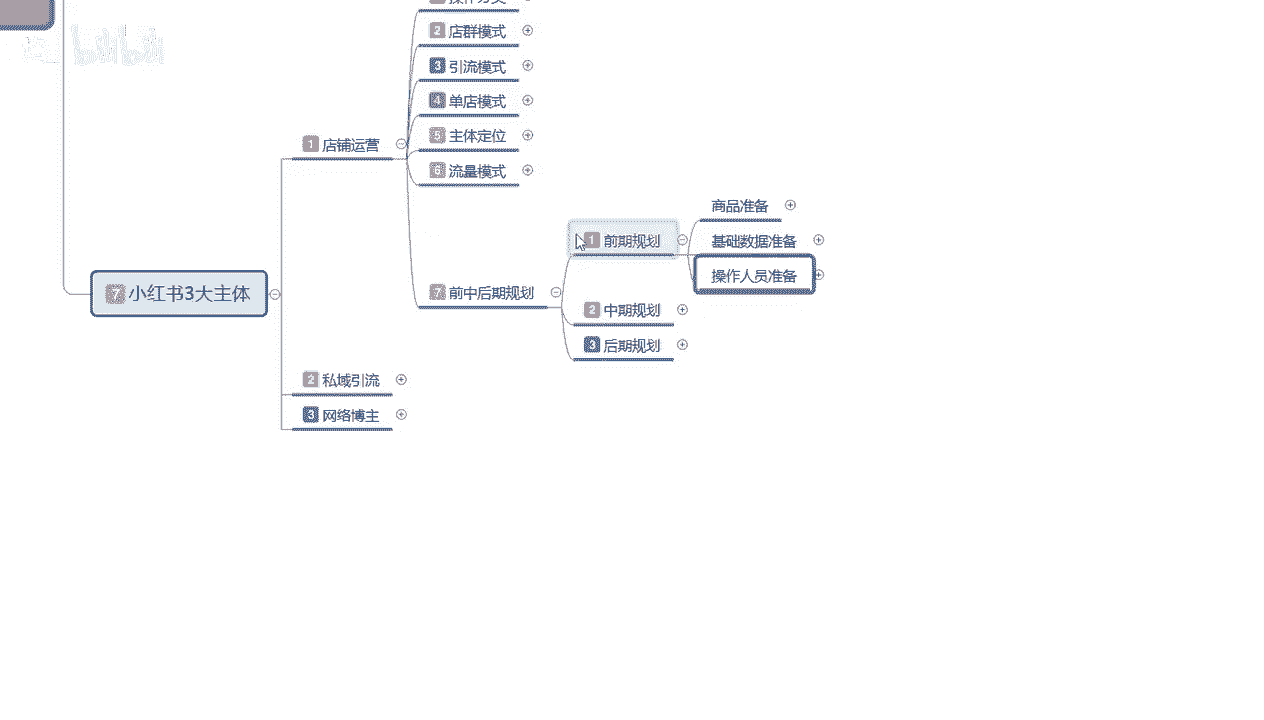 2 店群模式
3 引流模式
4 单店模式
1 店铺运营
5 主体定位
6 流量模式
商品准备
1 前期规划
基础数据准备
操作人员准备
7 小红书3大主体
7 前中后期规划
2 中期规划
3 后期规划
2 私域引流
3 网络博主